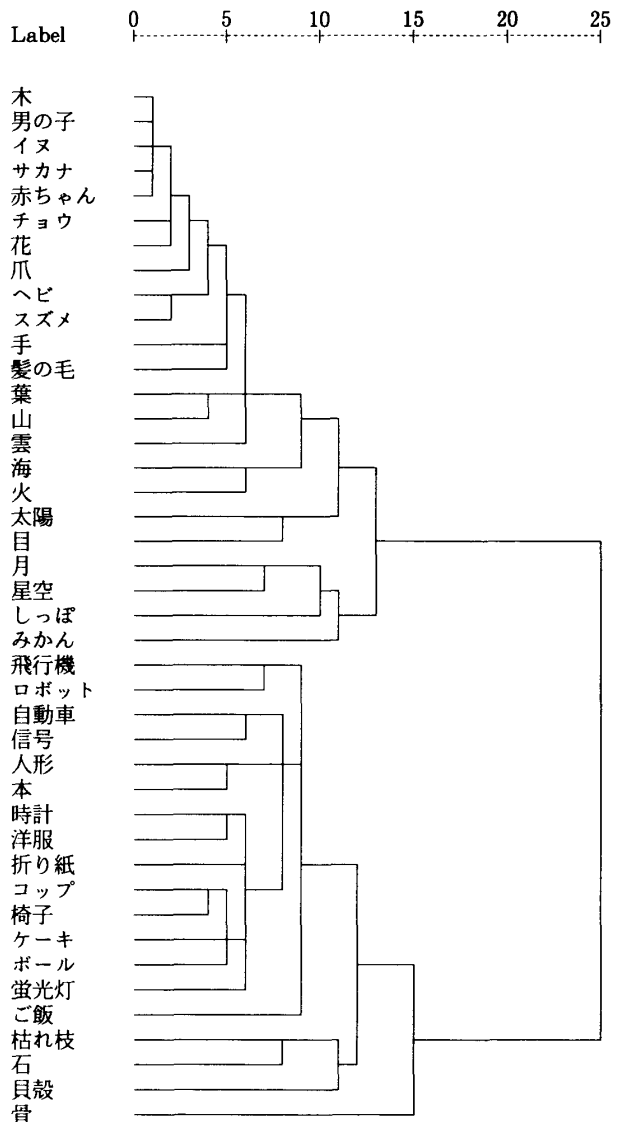 Label 0 5 10 15 20 25
木
男の子
イヌ
サカナ
赤ちゃん
チョウ
花
爪
ヘビ
スズメ
手
髪の毛
葉
山
雲
海
火
太陽
目
月
星空
しっぽ
みかん
飛行機
ロボット
自動車
信号
人形
本
時計
洋服
折り紙
コップ
椅子
ケーキ
ボール
蛍光灯
ご飯
枯れ枝
石
貝殻
骨